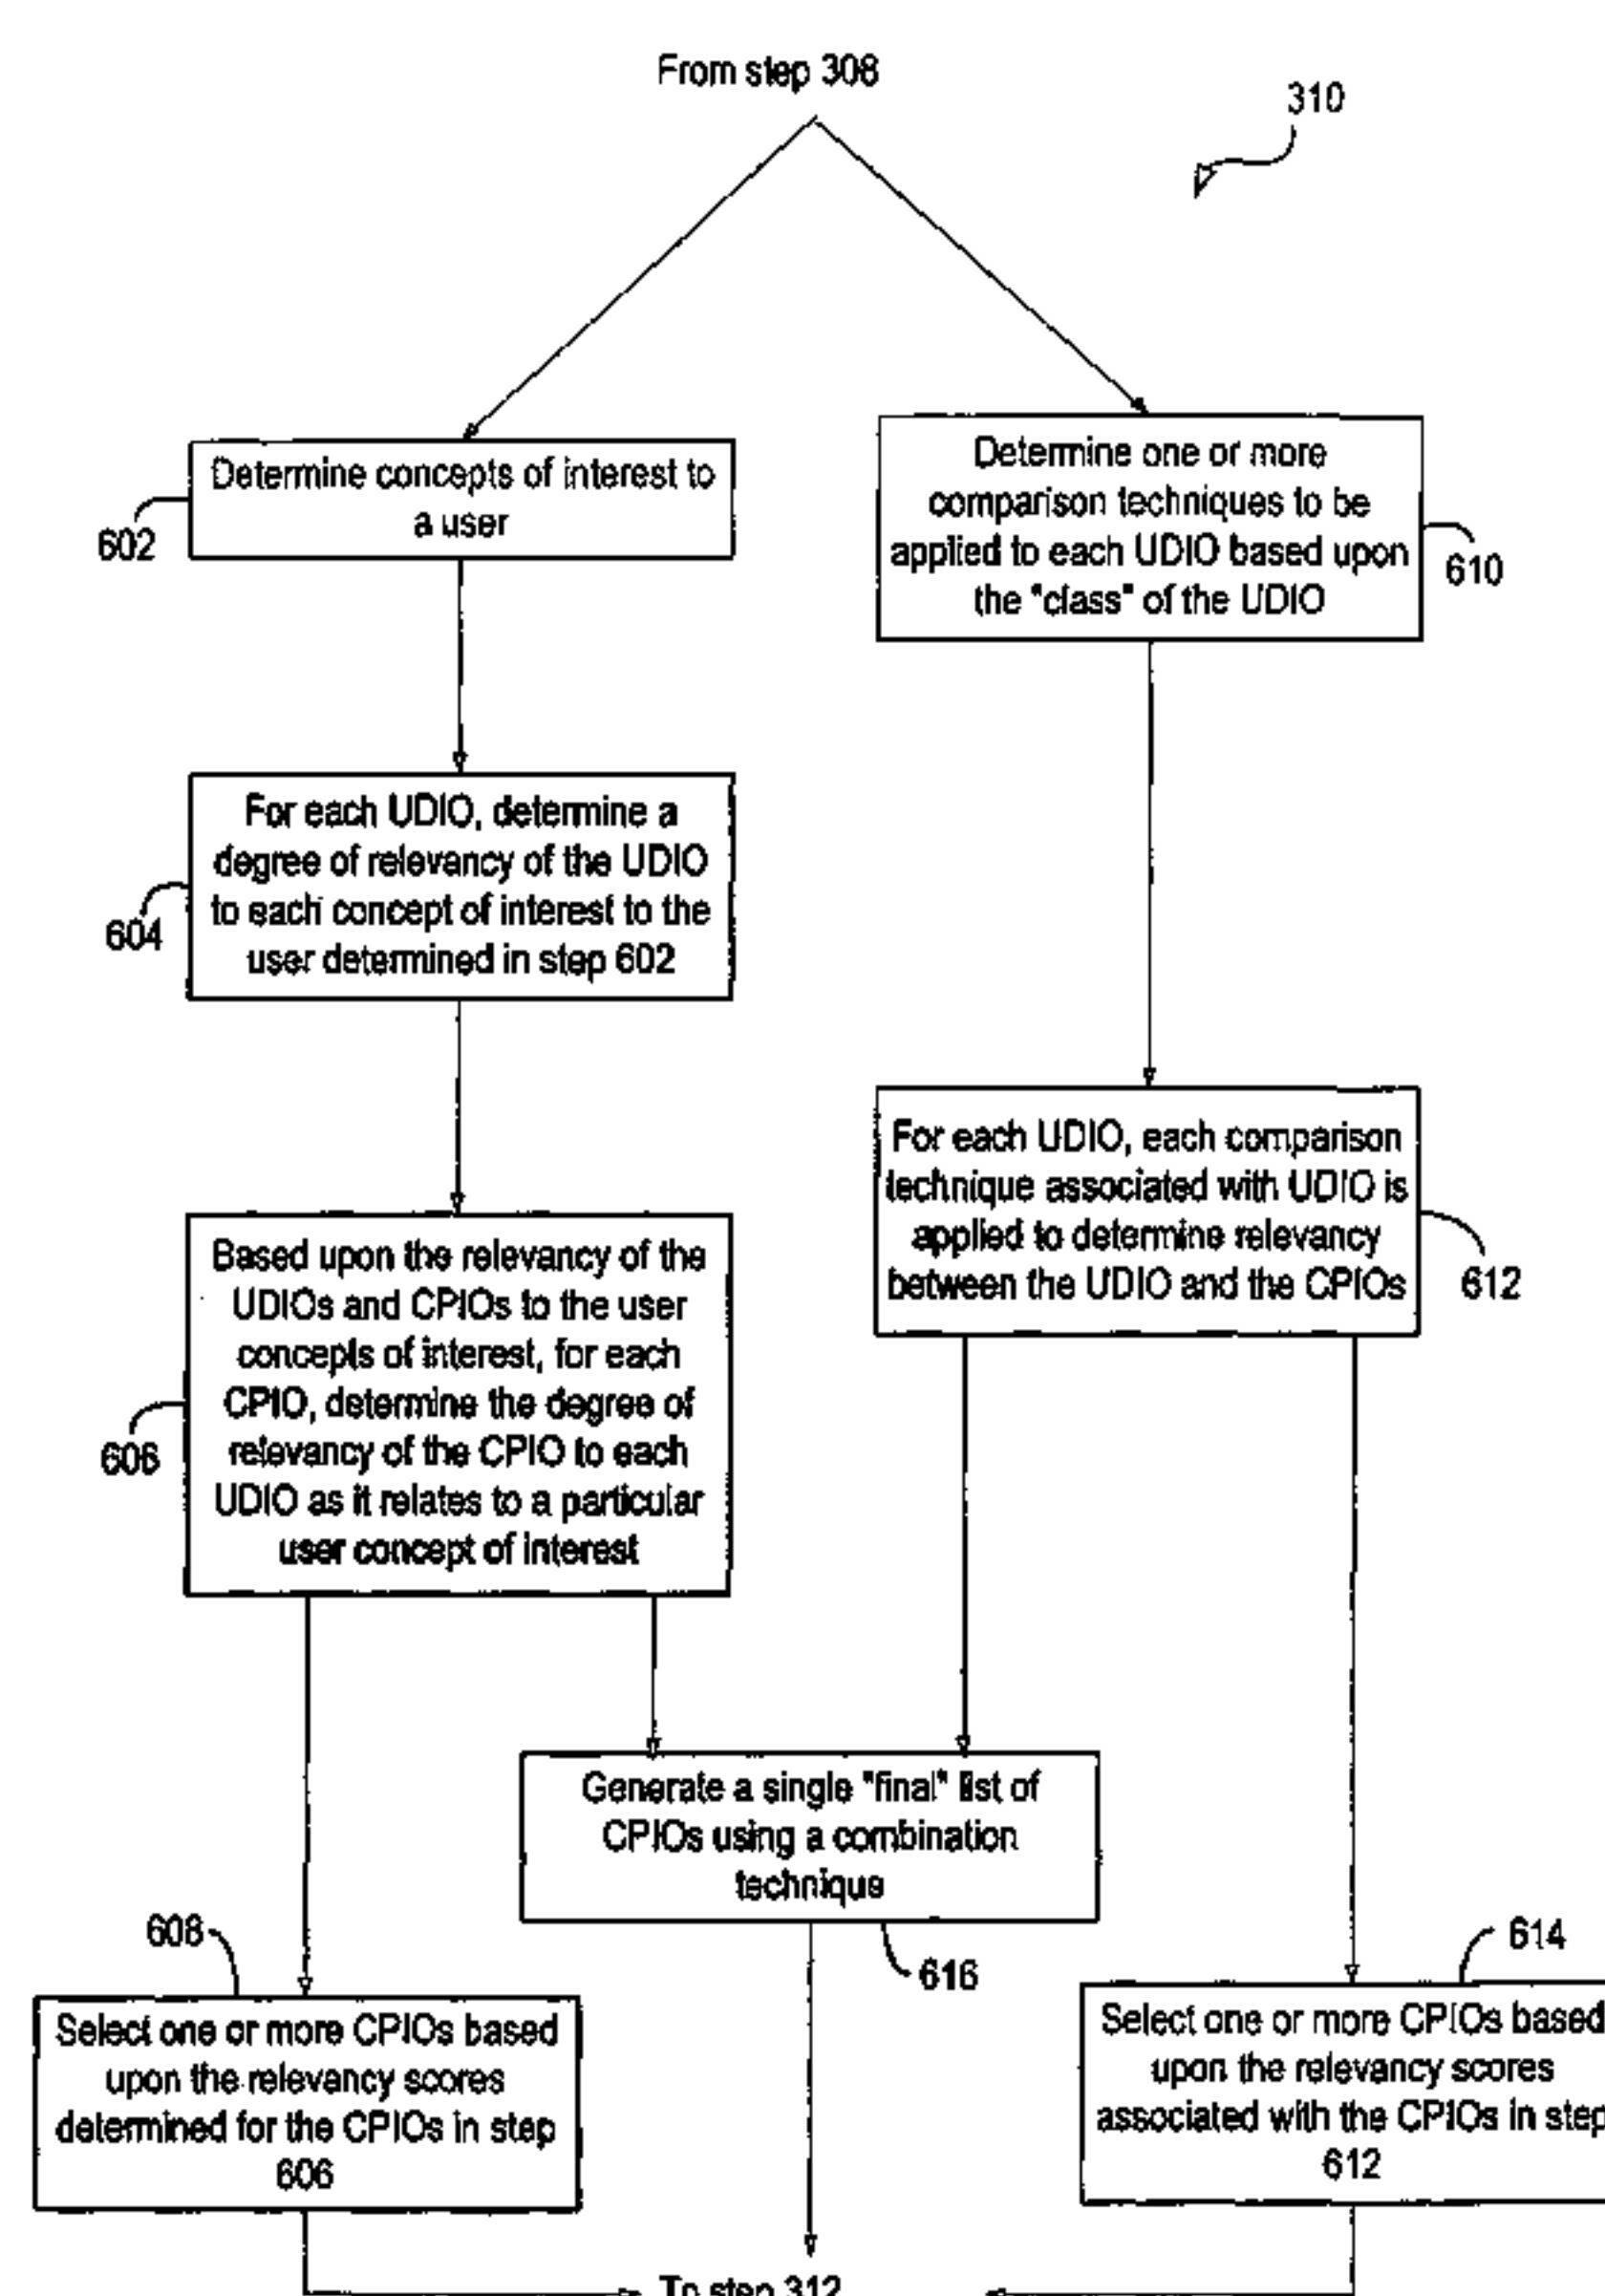 From step 308
310
Determine concepts of interest to
a user
602
Determine one or more
comparison techniques to be
applied to each UDIO based upon
the "class" of the UDIO
610
For each UDIO, determine a
degree of relevancy of the UDIO
to each concept of interest to the
user determined in step 602
604
For each UDIO, each comparison
technique associated with UDIO is
applied to determine relevancy
between the UDIO and the CPIOs
612
Based upon the relevancy of the
UDIOs and CPIOs to the user
concepts of interest, for each
CPIO, determine the degree of
relevancy of the CPIO to each
UDIO as it relates to a particular
user concept of interest
606
Generate a single "final" list of
CPIOs using a combination
technique
616
608
Select one or more CPIOs based
upon the relevancy scores
determined for the CPIOs in step
606
614
Select one or more CPIOs based
upon the relevancy scores
associated with the CPIOs in step
612
To step 312